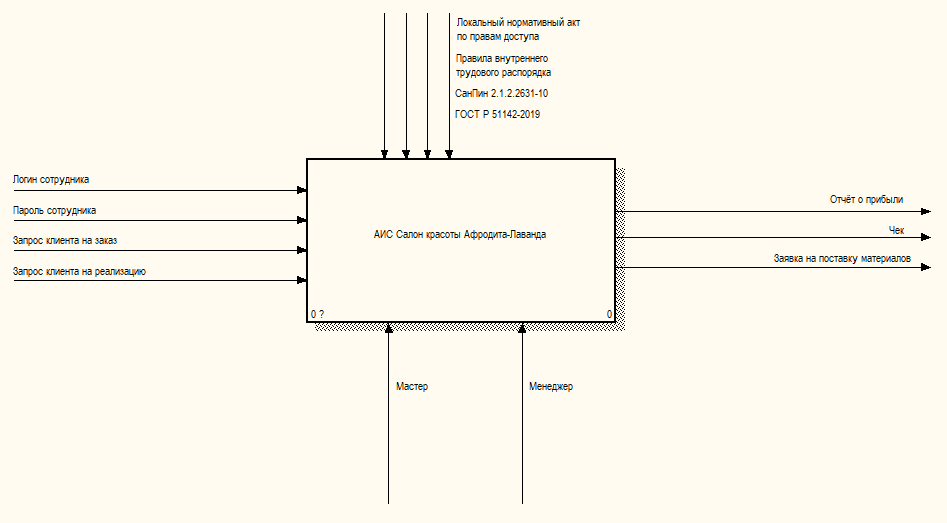 Локальный нормативный акт
по правам доступа
Правила внутреннего
трудового распорядка
СанПин 2.1.2.2631-10
ГОСТ Р 51142-2019
Логин сотрудника
Пароль сотрудника
Запрос клиента на заказ
Запрос клиента на реализацию
АИС Салон красоты Афродита-Лаванда
0 ?
0
Отчёт о прибыли
Чек
Заявка на поставку материалов
Мастер
Менеджер